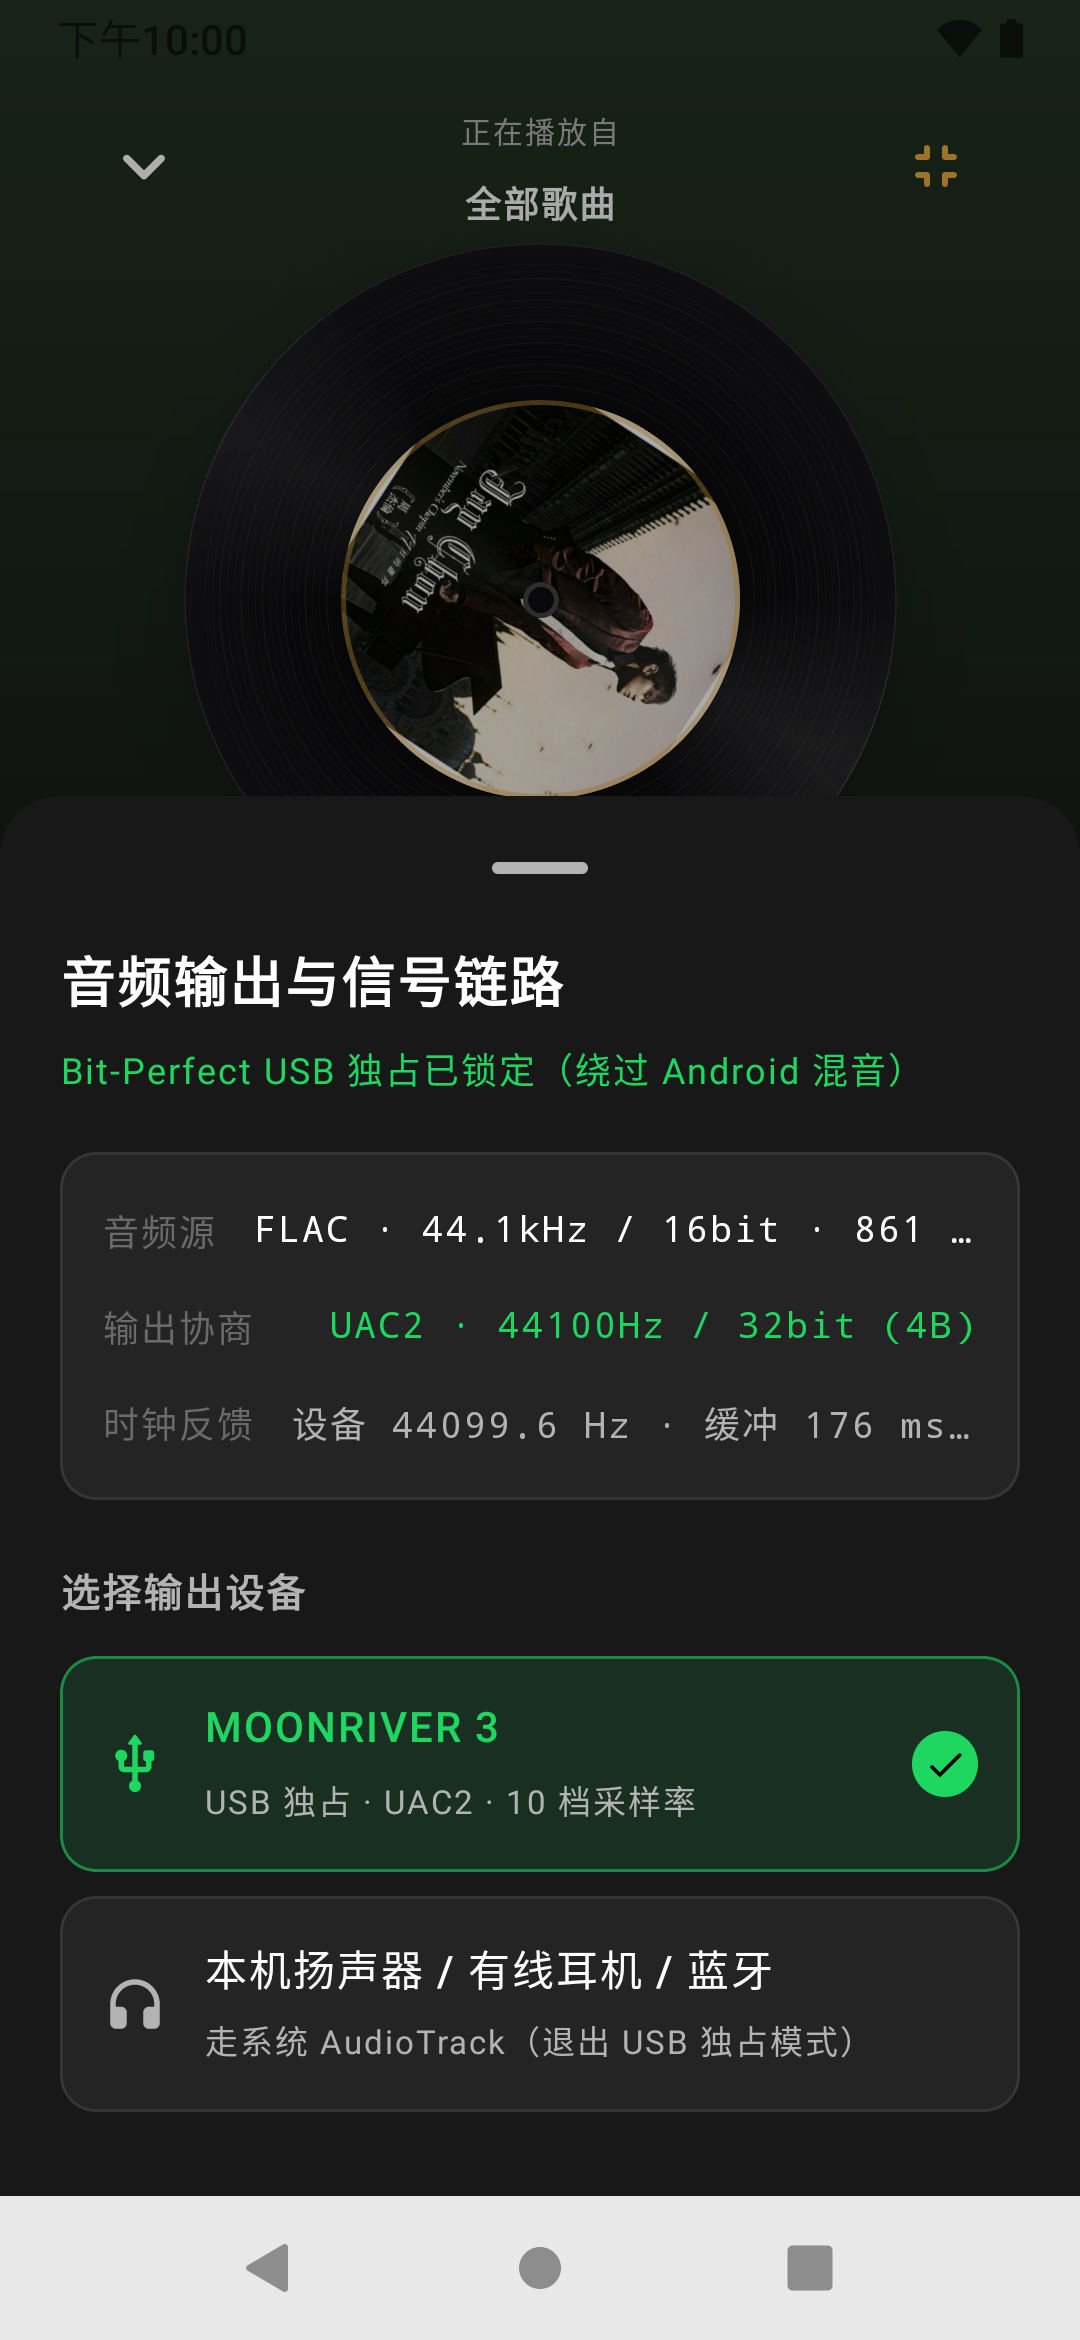 下午10:00
正在播放自
全部歌曲
Jay Chou
November's Chopin
音频输出与信号链路
Bit-Perfect USB 独占已锁定（绕过 Android 混音）
音频源 FLAC · 44.1kHz / 16bit · 861 …
输出协商 UAC2 · 44100Hz / 32bit (4B)
时钟反馈 设备 44099.6 Hz · 缓冲 176 ms…
选择输出设备
MOONRIVER 3
USB 独占 · UAC2 · 10 档采样率
本机扬声器 / 有线耳机 / 蓝牙
走系统 AudioTrack（退出 USB 独占模式）